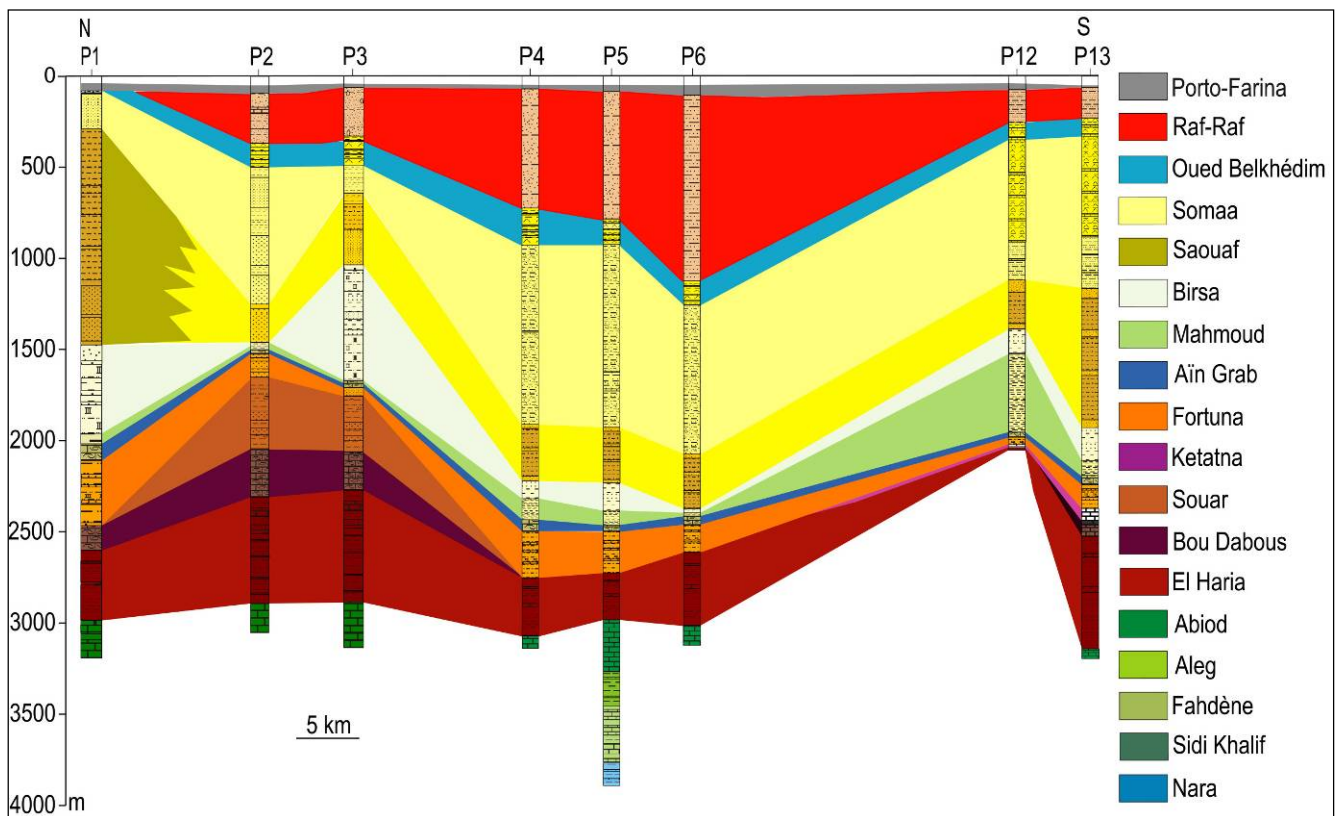 N S
P1 P2 P3 P4 P5 P6 P12 P13
0
500
1000
1500
2000
2500
3000
3500
4000 m
5 km
Porto-Farina
Raf-Raf
Oued Belkhédim
Somaa
Saouaf
Birsa
Mahmoud
Aïn Grab
Fortuna
Ketatna
Souar
Bou Dabous
El Haria
Abiod
Aleg
Fahdène
Sidi Khalif
Nara